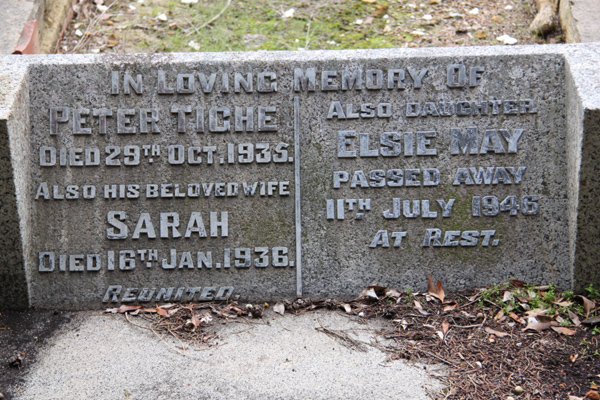 IN LOVING MEMORY OF
PETER TICHE
DIED 29TH OCT. 1935.
ALSO HIS BELOVED WIFE
SARAH
DIED 16TH JAN. 1936.
REUNITED
ALSO DAUGHTER
ELSIE MAY
PASSED AWAY
11TH JULY 1946
AT REST.